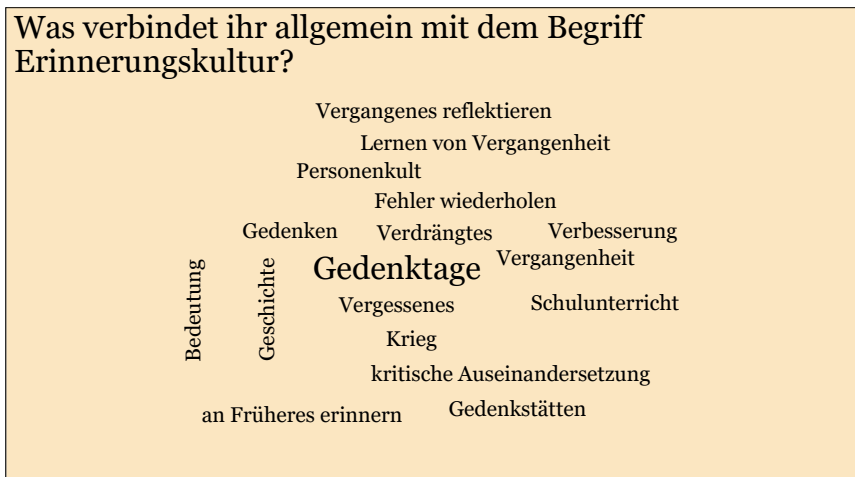 Was verbindet ihr allgemein mit dem Begriff
Erinnerungskultur?
Vergangenes reflektieren
Lernen von Vergangenheit
Personenkult
Fehler wiederholen
Gedenken Verdrängtes Verbesserung
Gedenktage Vergangenheit
Bedeutung
Geschichte
Vergessenes Schulunterricht
Krieg
kritische Auseinandersetzung
an Früheres erinnern Gedenkstätten